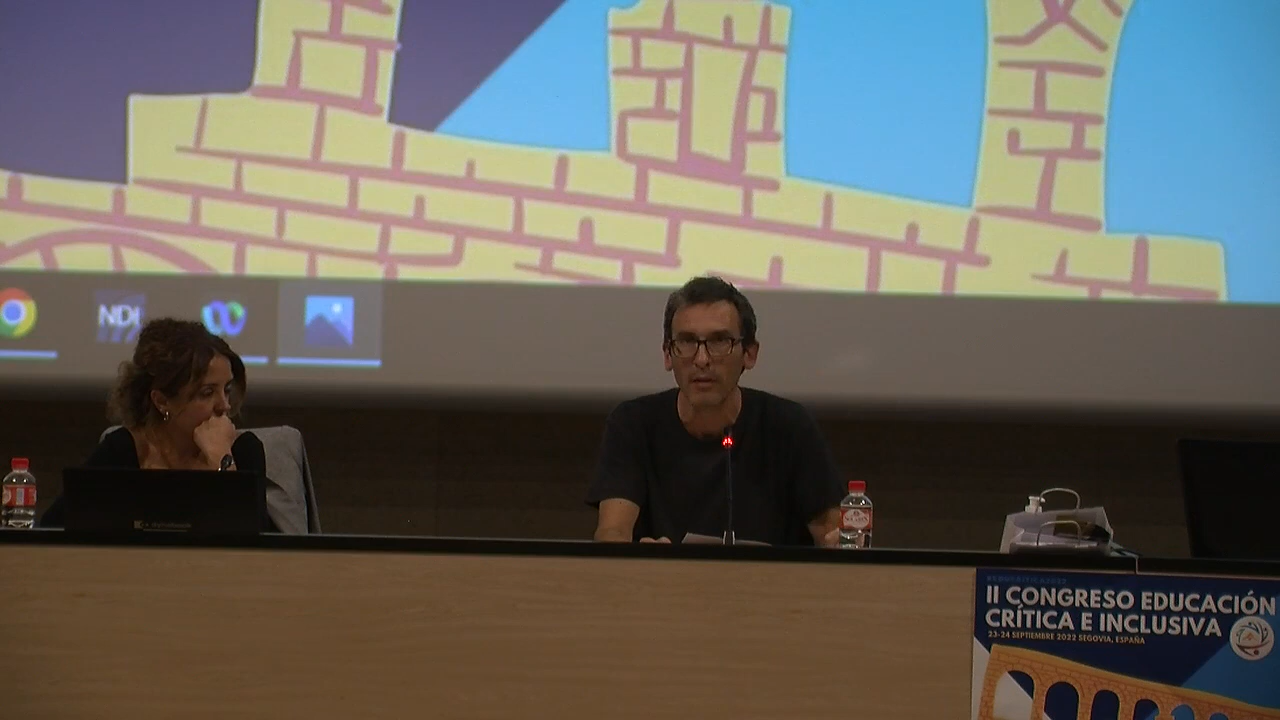 NDI
II CONGRESO EDUCACIÓN
CRÍTICA E INCLUSIVA
23-24 SEPTIEMBRE 2022 SEGOVIA, ESPAÑA